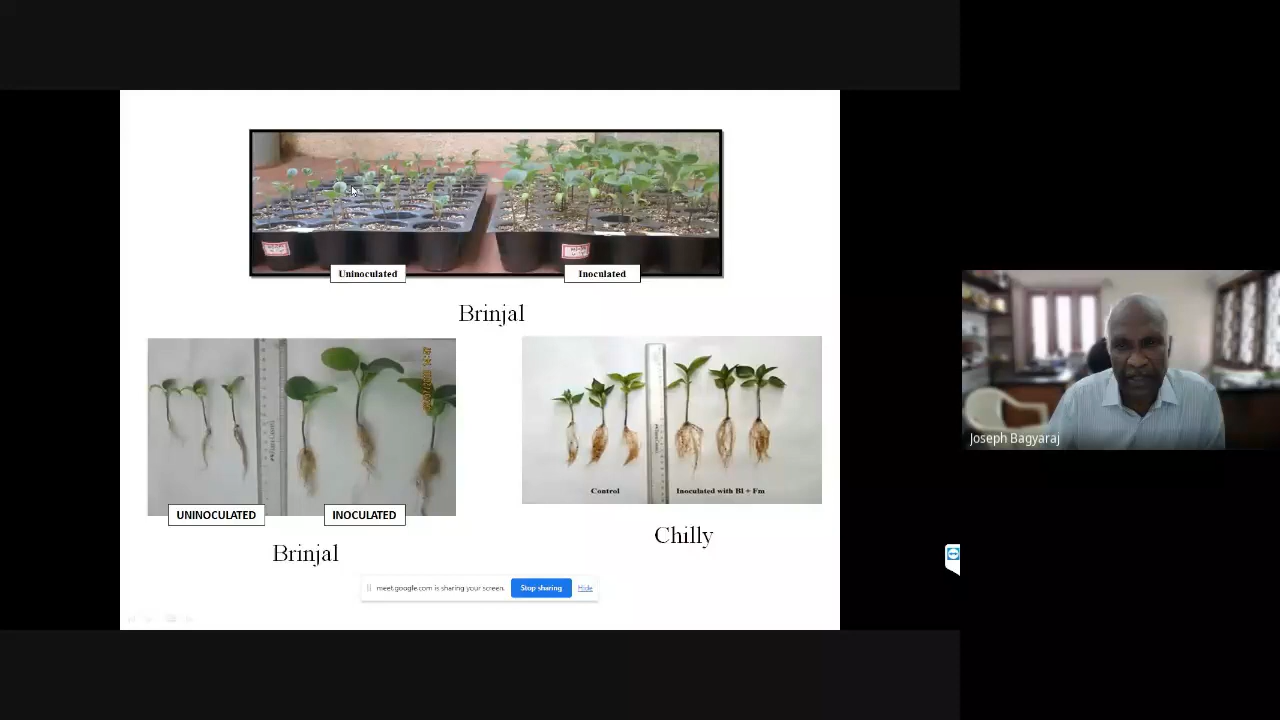 Uninoculated
Inoculated
Brinjal
UNINOCULATED
INOCULATED
Brinjal
Control
Inoculated with Bl + Fm
Chilly
meet.google.com is sharing your screen.
Stop sharing
Hide
Joseph Bagyaraj